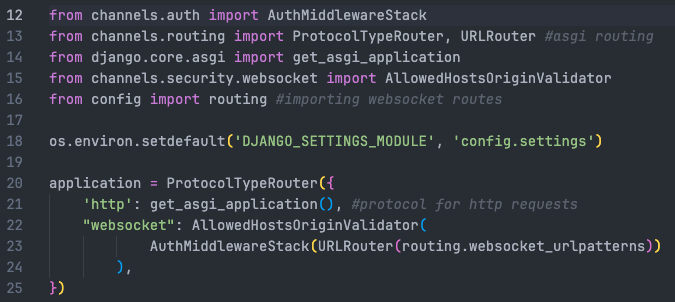 12 from channels.auth import AuthMiddlewareStack
13 from channels.routing import ProtocolTypeRouter, URLRouter #asgi routing
14 from django.core.asgi import get_asgi_application
15 from channels.security.websocket import AllowedHostsOriginValidator
16 from config import routing #importing websocket routes
17
18 os.environ.setdefault('DJANGO_SETTINGS_MODULE', 'config.settings')
19
20 application = ProtocolTypeRouter({
21     'http': get_asgi_application(), #protocol for http requests
22     "websocket": AllowedHostsOriginValidator(
23             AuthMiddlewareStack(URLRouter(routing.websocket_urlpatterns))
24         ),
25 })